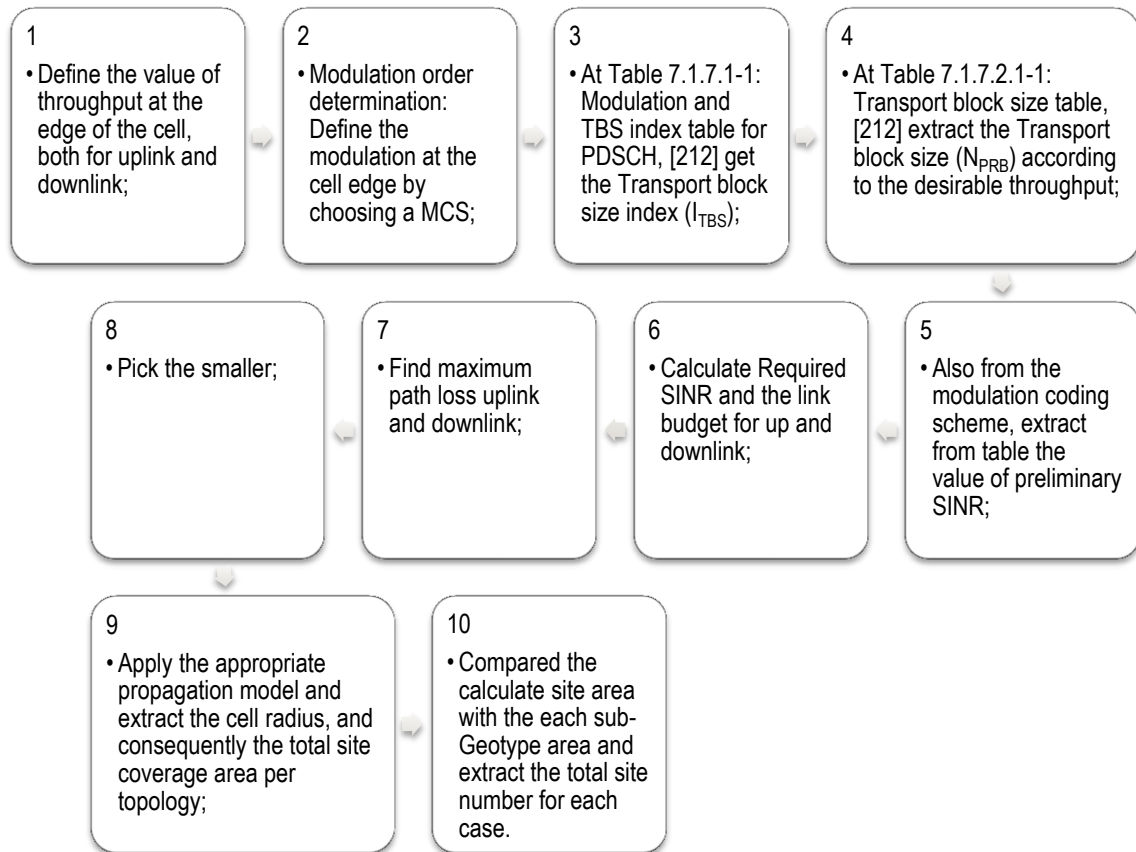 1
• Define the value of
throughput at the
edge of the cell,
both for uplink and
downlink;
2
• Modulation order
determination:
Define the
modulation at the
cell edge by
choosing a MCS;
3
• At Table 7.1.7.1-1:
Modulation and
TBS index table for
PDSCH, [212] get
the Transport block
size index (I_TBS);
4
• At Table 7.1.7.2.1-1:
Transport block size table,
[212] extract the Transport
block size (N_PRB) according
to the desirable throughput;
5
• Also from the
modulation coding
scheme, extract
from table the
value of preliminary
SINR;
6
• Calculate Required
SINR and the link
budget for up and
downlink;
7
• Find maximum
path loss uplink
and downlink;
8
• Pick the smaller;
9
• Apply the appropriate
propagation model and
extract the cell radius, and
consequently the total site
coverage area per
topology;
10
• Compared the
calculate site area
with the each sub-
Geotype area and
extract the total site
number for each
case.